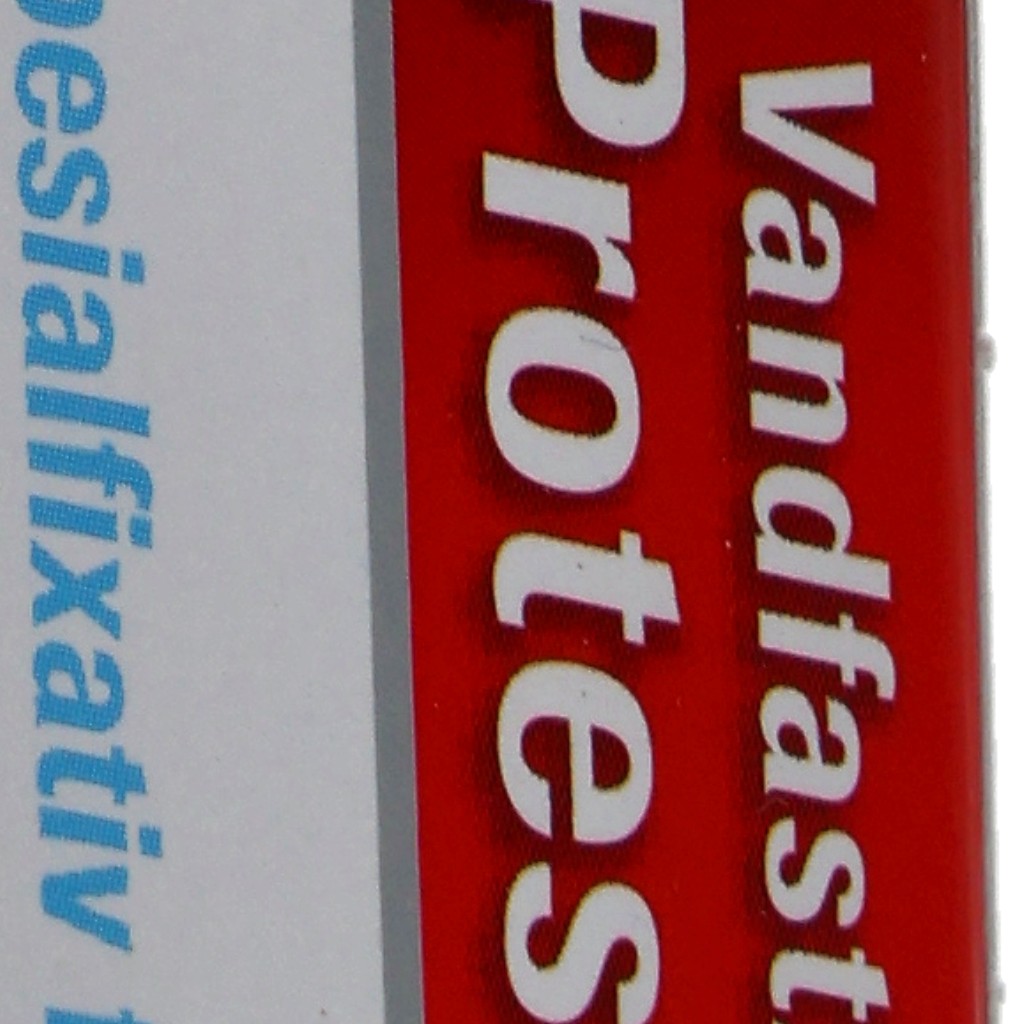 Vandfast
Protes
esialfixativ